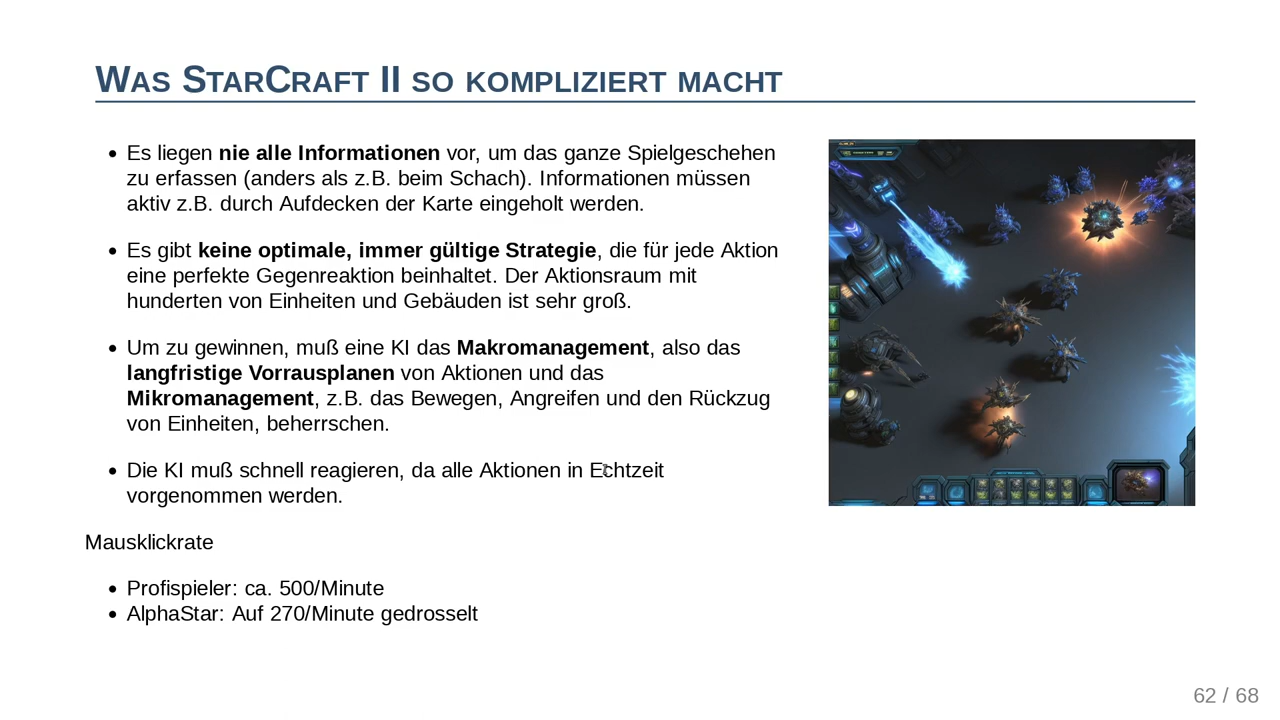 Was StarCraft II so kompliziert macht
Es liegen nie alle Informationen vor, um das ganze Spielgeschehen
zu erfassen (anders als z.B. beim Schach). Informationen müssen
aktiv z.B. durch Aufdecken der Karte eingeholt werden.
Es gibt keine optimale, immer gültige Strategie, die für jede Aktion
eine perfekte Gegenreaktion beinhaltet. Der Aktionsraum mit
hunderten von Einheiten und Gebäuden ist sehr groß.
Um zu gewinnen, muß eine KI das Makromanagement, also das
langfristige Vorrausplanen von Aktionen und das
Mikromanagement, z.B. das Bewegen, Angreifen und den Rückzug
von Einheiten, beherrschen.
Die KI muß schnell reagieren, da alle Aktionen in Echtzeit
vorgenommen werden.
Mausklickrate
Profispieler: ca. 500/Minute
AlphaStar: Auf 270/Minute gedrosselt
62 / 68